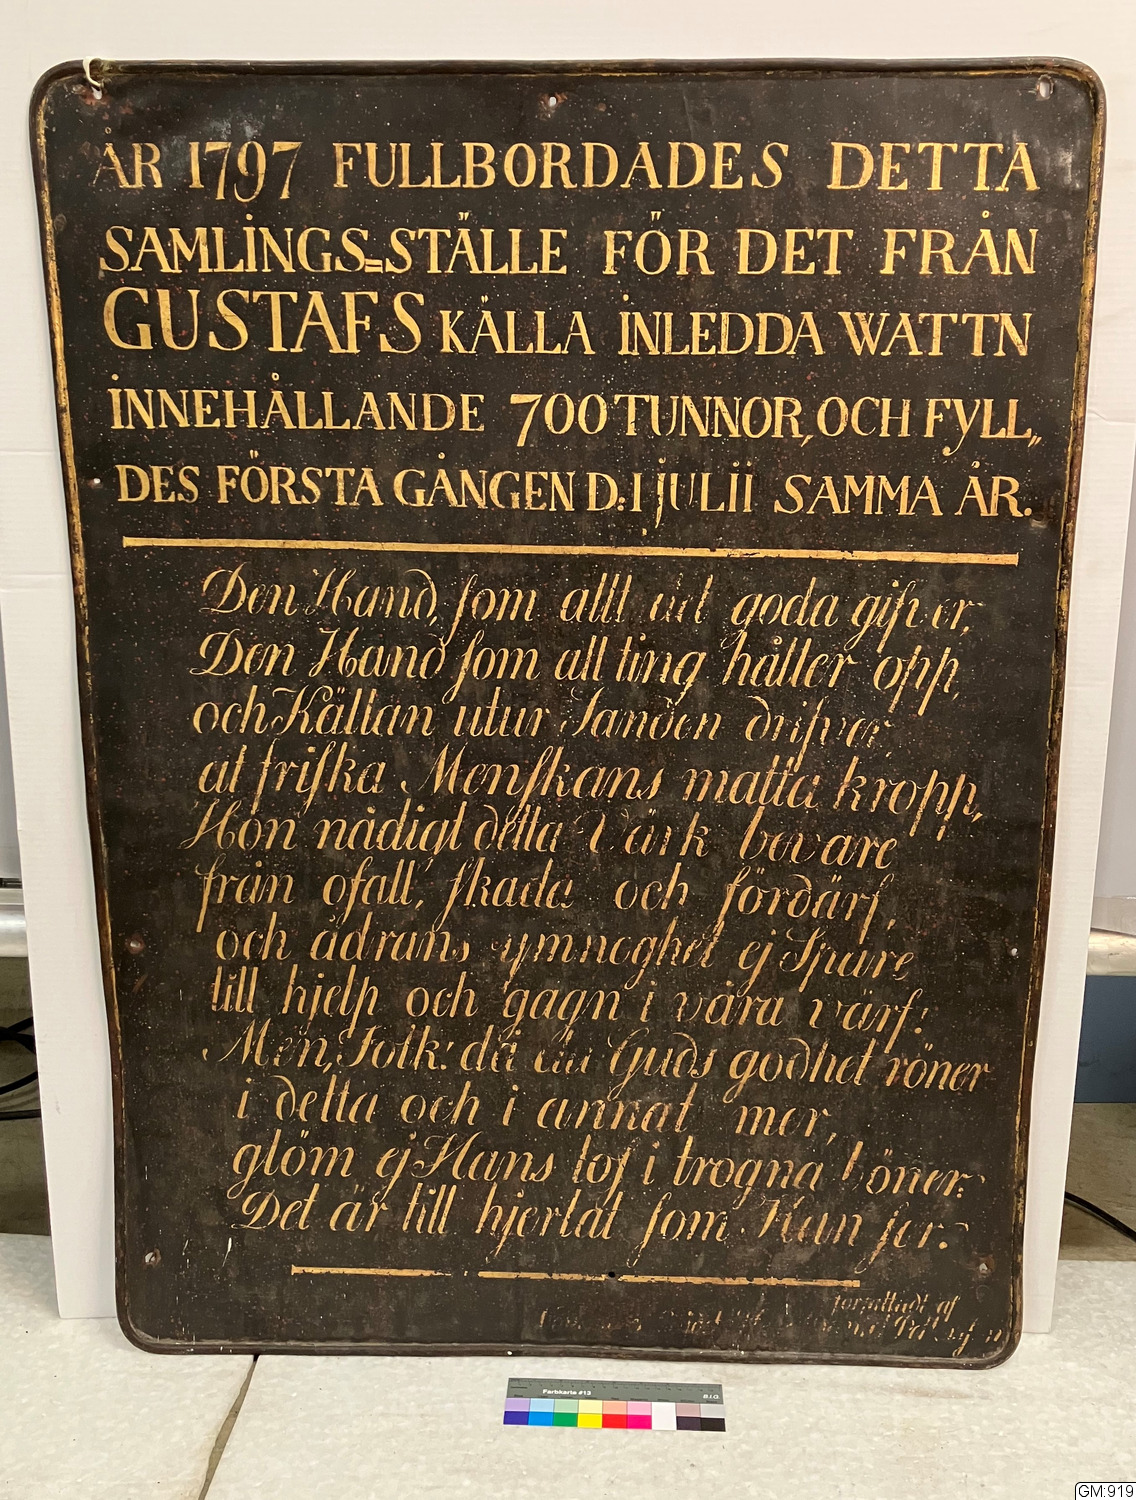 ÅR 1797 FULLBORDADES DETTA
SAMLINGS=STÄLLE FÖR DET FRÅN
GUSTAFS KÄLLA INLEDDA WATTN
INNEHÅLLANDE 700 TUNNOR, OCH FYLL„
DES FÖRSTA GÅNGEN D: 1 JULII SAMMA ÅR.
Den Hand, som allt det goda gifver,
Den Hand som all ting håller opp,
och Källan utur Sanden drifver,
at friska Menskans matta kropp,
Hon nådigt detta Värk bevare
från ofall, skada och fördärf,
och ådrans ymnoghet ej Spare
till hjelp och gagn i våra värf:
Men, Folk: då du Guds godhet röner
i detta och i annat mer,
glöm ej Hans lof i trogna böner:
Det är till hjertat som Han ser.
författadt af
Farbkarte #13
B.I.G.
GM:919